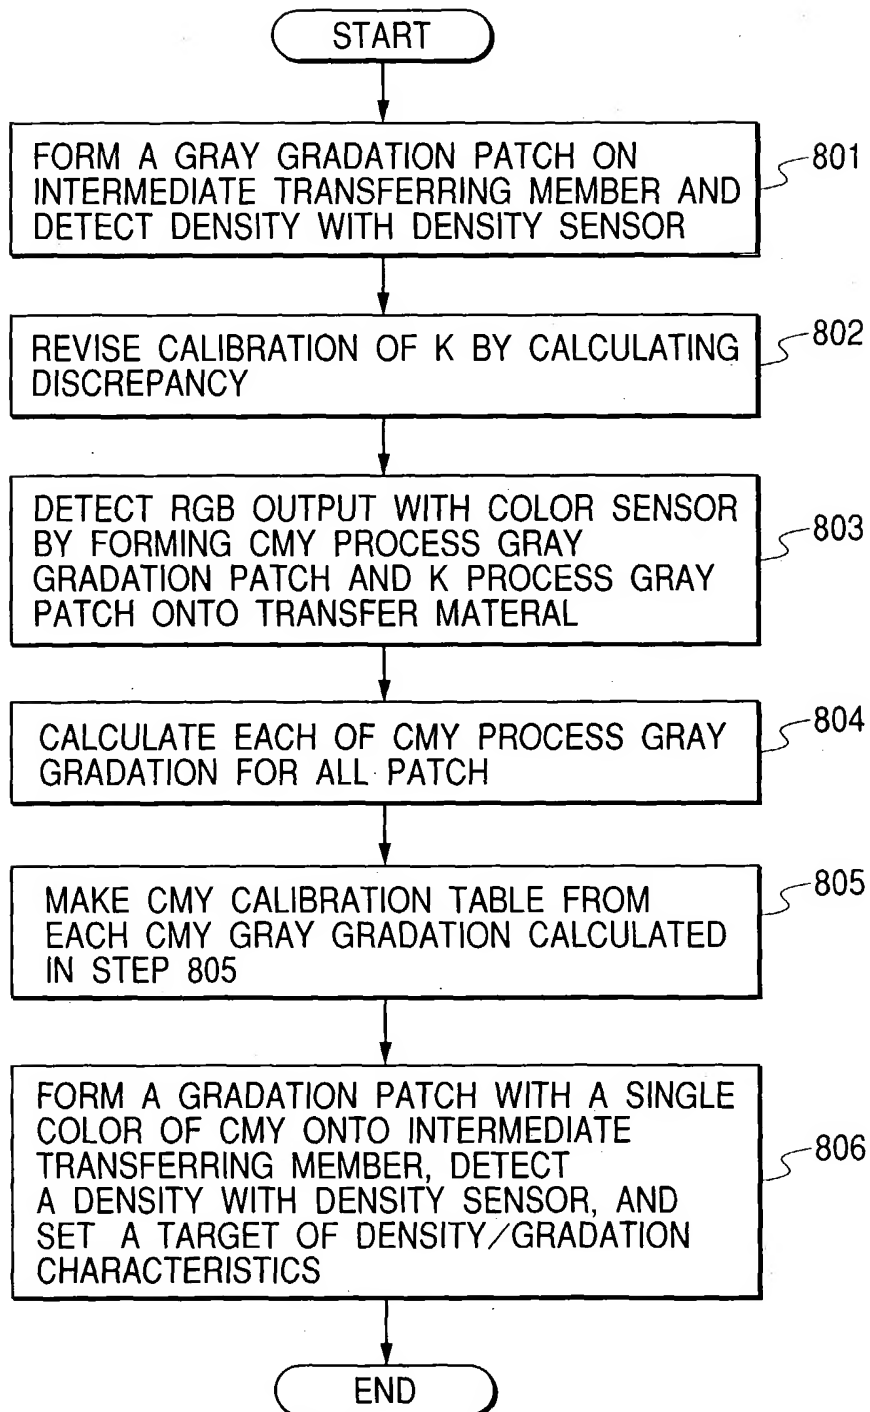 START
FORM A GRAY GRADATION PATCH ON
INTERMEDIATE TRANSFERRING MEMBER AND
DETECT DENSITY WITH DENSITY SENSOR
801
REVISE CALIBRATION OF K BY CALCULATING
DISCREPANCY
802
DETECT RGB OUTPUT WITH COLOR SENSOR
BY FORMING CMY PROCESS GRAY
GRADATION PATCH AND K PROCESS GRAY
PATCH ONTO TRANSFER MATERAL
803
CALCULATE EACH OF CMY PROCESS GRAY
GRADATION FOR ALL PATCH
804
MAKE CMY CALIBRATION TABLE FROM
EACH CMY GRAY GRADATION CALCULATED
IN STEP 805
805
FORM A GRADATION PATCH WITH A SINGLE
COLOR OF CMY ONTO INTERMEDIATE
TRANSFERRING MEMBER, DETECT
A DENSITY WITH DENSITY SENSOR, AND
SET A TARGET OF DENSITY/GRADATION
CHARACTERISTICS
806
END